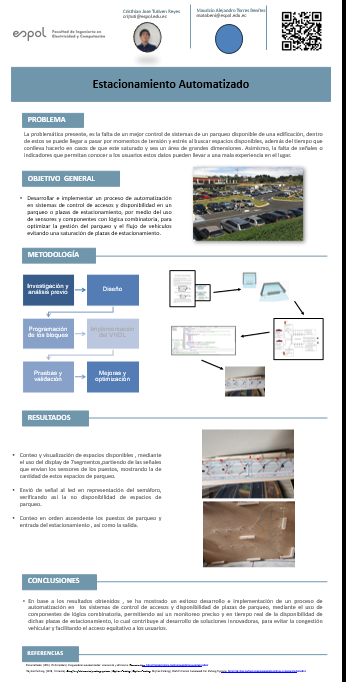 Cristhian Jose Tutiven Reyes
crijtuti@espol.edu.ec
Mauricio Alejandro Torres Benites
matobeni@espol.edu.ec
espol
Facultad de Ingeniería en
Electricidad y Computación
Estacionamiento Automatizado
PROBLEMA
La problemática presente, es la falta de un mejor control de sistemas de un parqueo disponible de una edificación, dentro
de estos se puede llegar a pasar por momentos de tensión y estrés al buscar espacios disponibles, además del tiempo que
conlleva hacerlo en casos de que este saturado y sea un área de grandes dimensiones. Asimismo, la falta de señales o
indicadores que permitan conocer a los usuarios estos datos pueden llevar a una mala experiencia en el lugar.
OBJETIVO GENERAL
• Desarrollar e implementar un proceso de automatización
en sistemas de control de accesos y disponibilidad en un
parqueo o plazas de estacionamiento, por medio del uso
de sensores y componentes con lógica combinatoria, para
optimizar la gestión del parqueo y el flujo de vehículos
evitando una saturación de plazas de estacionamiento.
METODOLOGÍA
Investigación y
análisis previo
Diseño
Programación
de los bloques
Implementación
del VHDL
Pruebas y
validación
Mejoras y
optimización
RESULTADOS
• Conteo y visualización de espacios disponibles , mediante
el uso del display de 7segmentos,partiendo de las señales
que envían los sensores de los puestos, mostrando la de
cantidad de estos espacios de parqueo.
• Envío de señal al led en representación del semáforo,
verificando así la no disponibilidad de espacios de
parqueo.
• Conteo en orden ascendente los puestos de parqueo y
entrada del estacionamiento , así como la salida.
CONCLUSIONES
• En base a los resultados obtenidos , se ha mostrado un exitoso desarrollo e implementación de un proceso de
automatización en los sistemas de control de accesos y disponibilidad de plazas de parqueo, mediante el uso de
componentes de lógica combinatoria, permitiendo así un monitoreo preciso y en tiempo real de la disponibilidad de
dichas plazas de estacionamiento, lo cual contribuye al desarrollo de soluciones innovadoras, para evitar la congestión
vehicular y facilitando el acceso equitativo a los usuarios.
REFERENCIAS